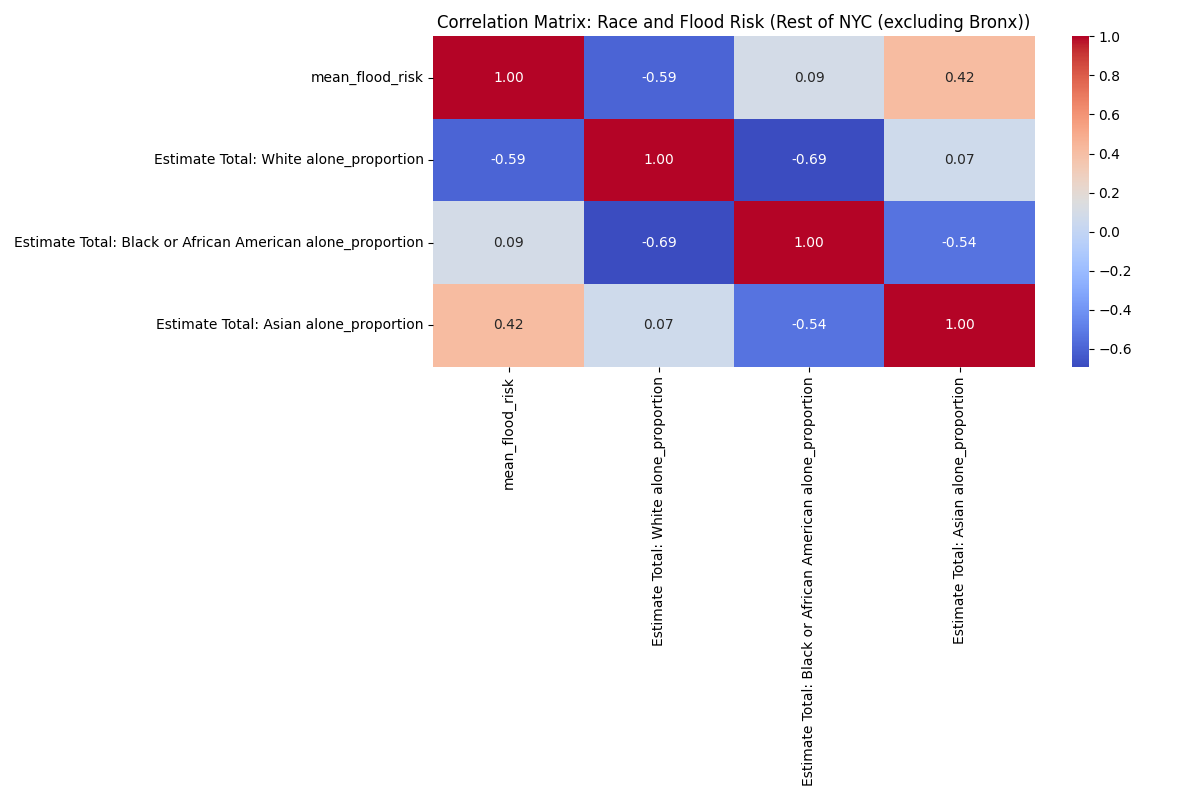 Correlation Matrix: Race and Flood Risk (Rest of NYC (excluding Bronx))
mean_flood_risk
1.00
-0.59
0.09
0.42
Estimate Total: White alone_proportion
-0.59
1.00
-0.69
0.07
Estimate Total: Black or African American alone_proportion
0.09
-0.69
1.00
-0.54
Estimate Total: Asian alone_proportion
0.42
0.07
-0.54
1.00
mean_flood_risk
Estimate Total: White alone_proportion
Estimate Total: Black or African American alone_proportion
Estimate Total: Asian alone_proportion
1.0
0.8
0.6
0.4
0.2
0.0
−0.2
−0.4
−0.6